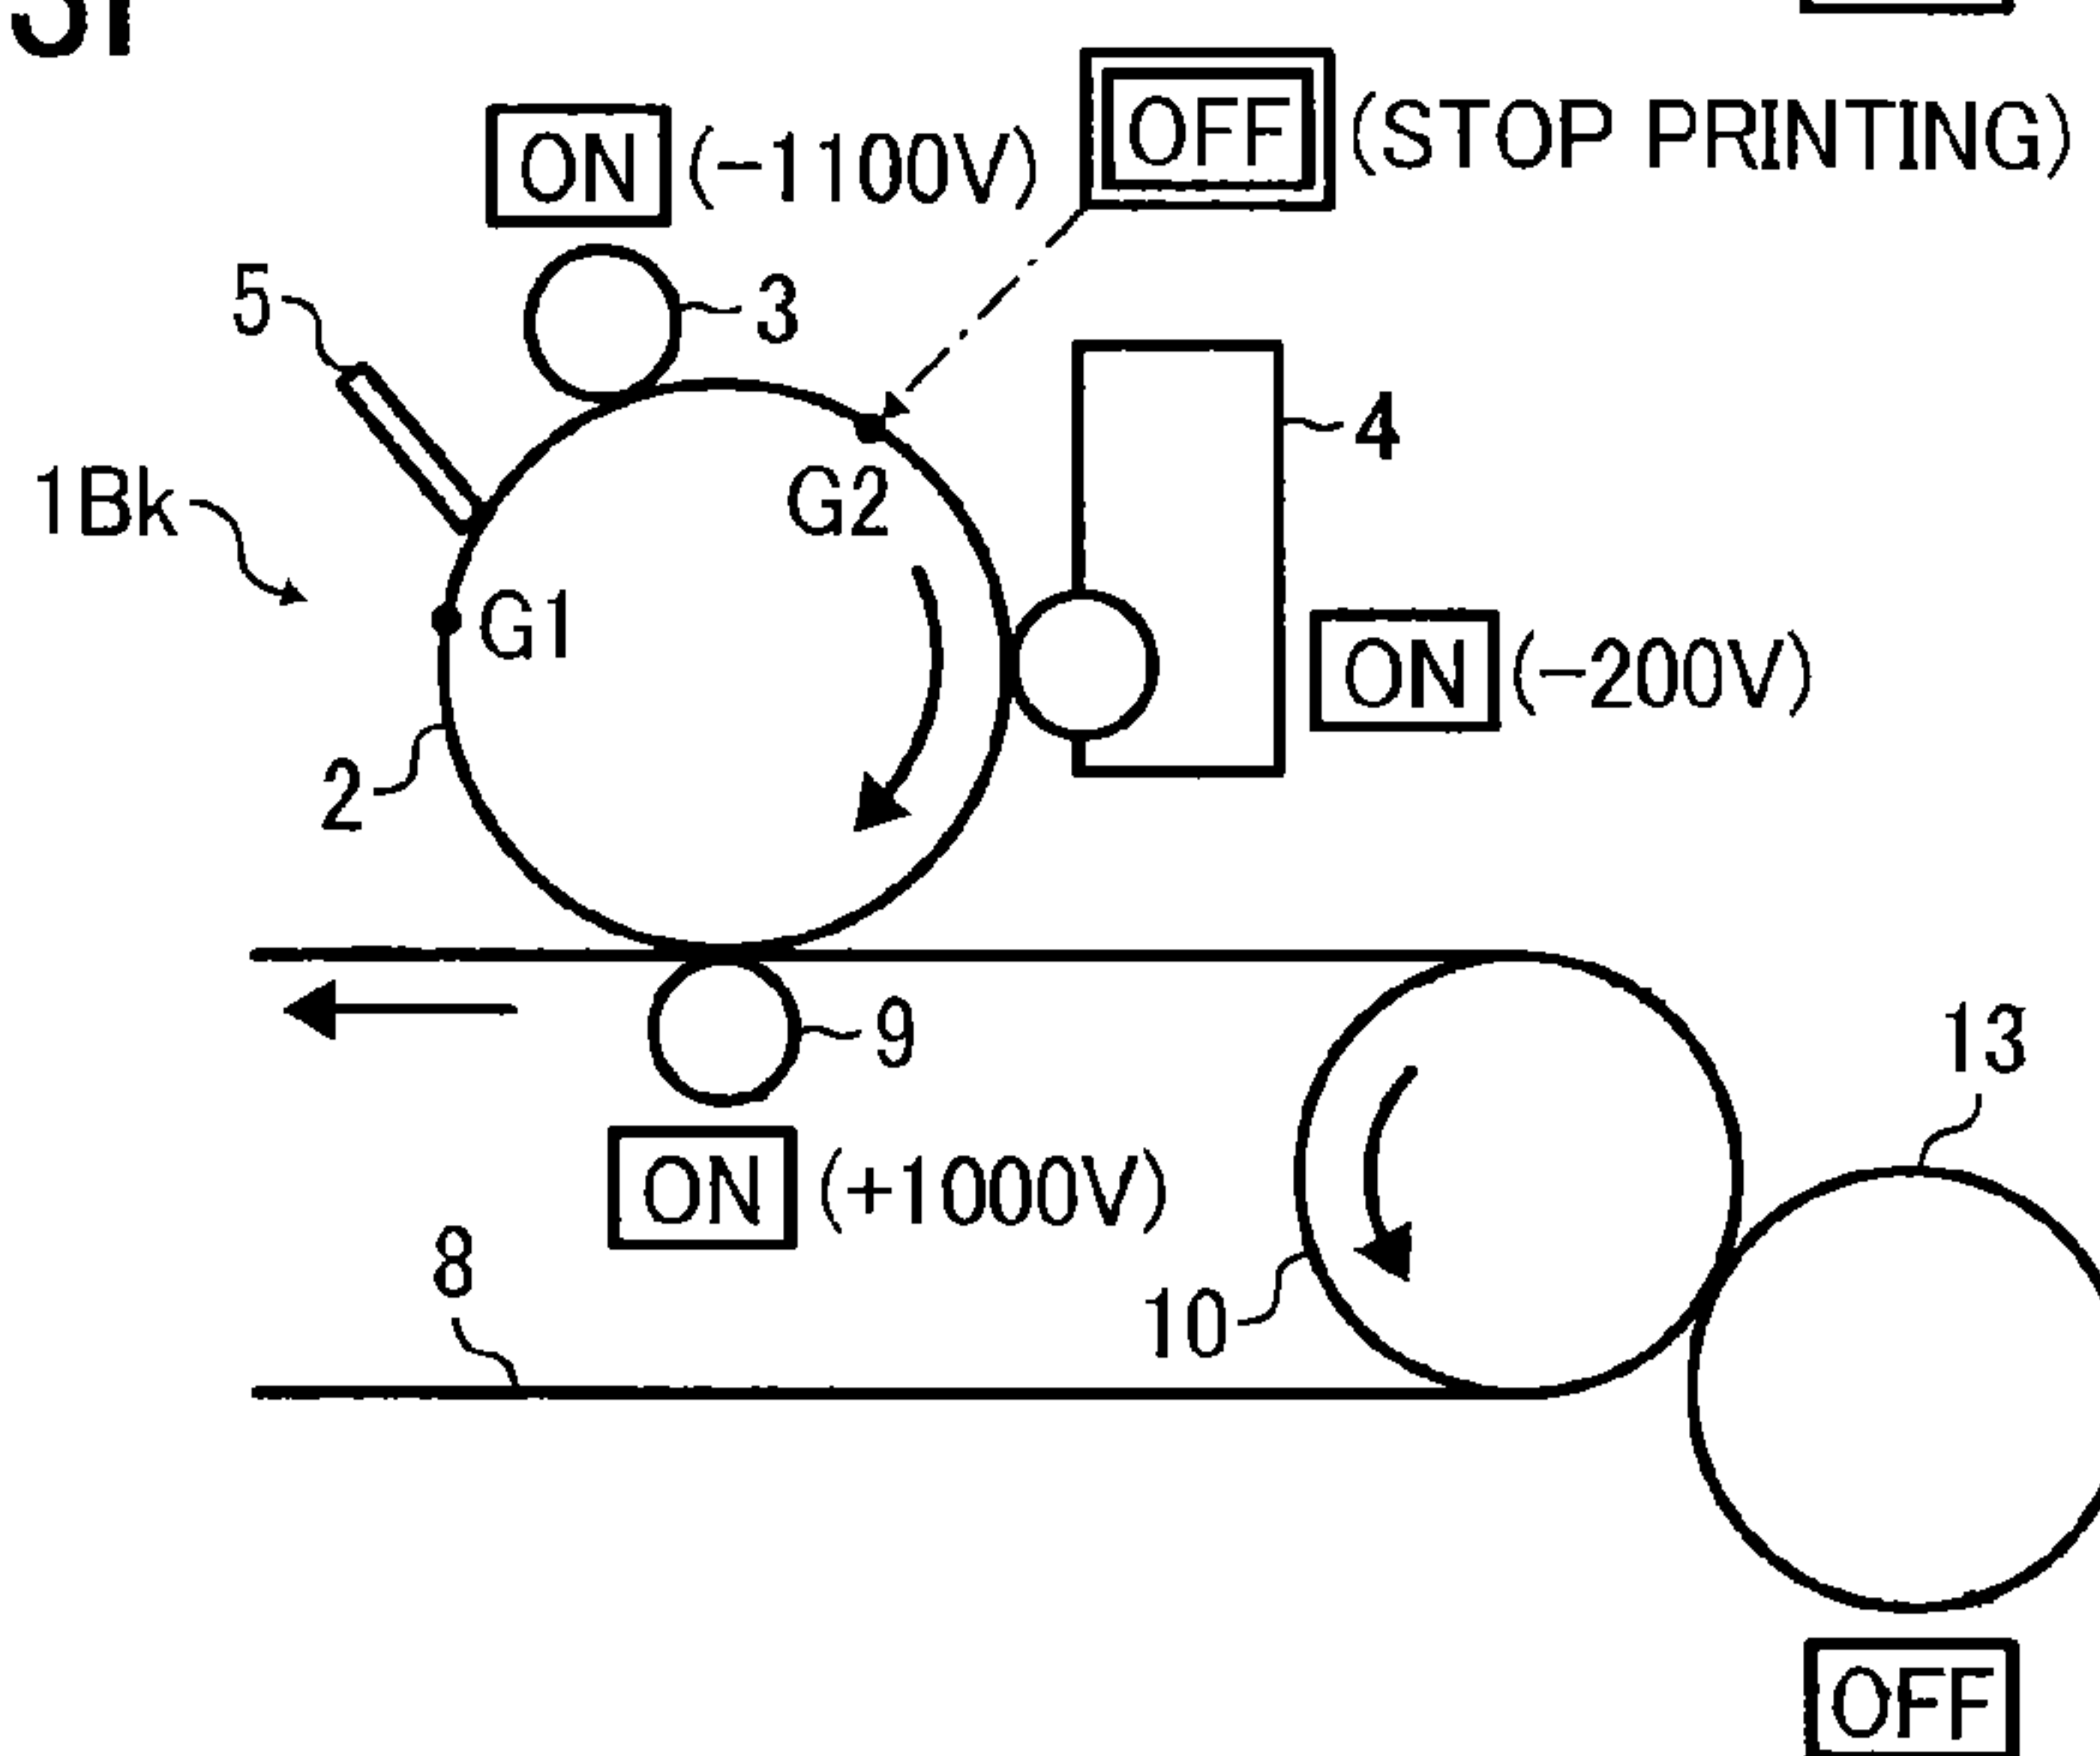 OFF (STOP PRINTING)
ON (-1100V)
5
3
4
1Bk
G2
G1
ON (-200V)
2
9
13
ON (+1000V)
8
10
OFF